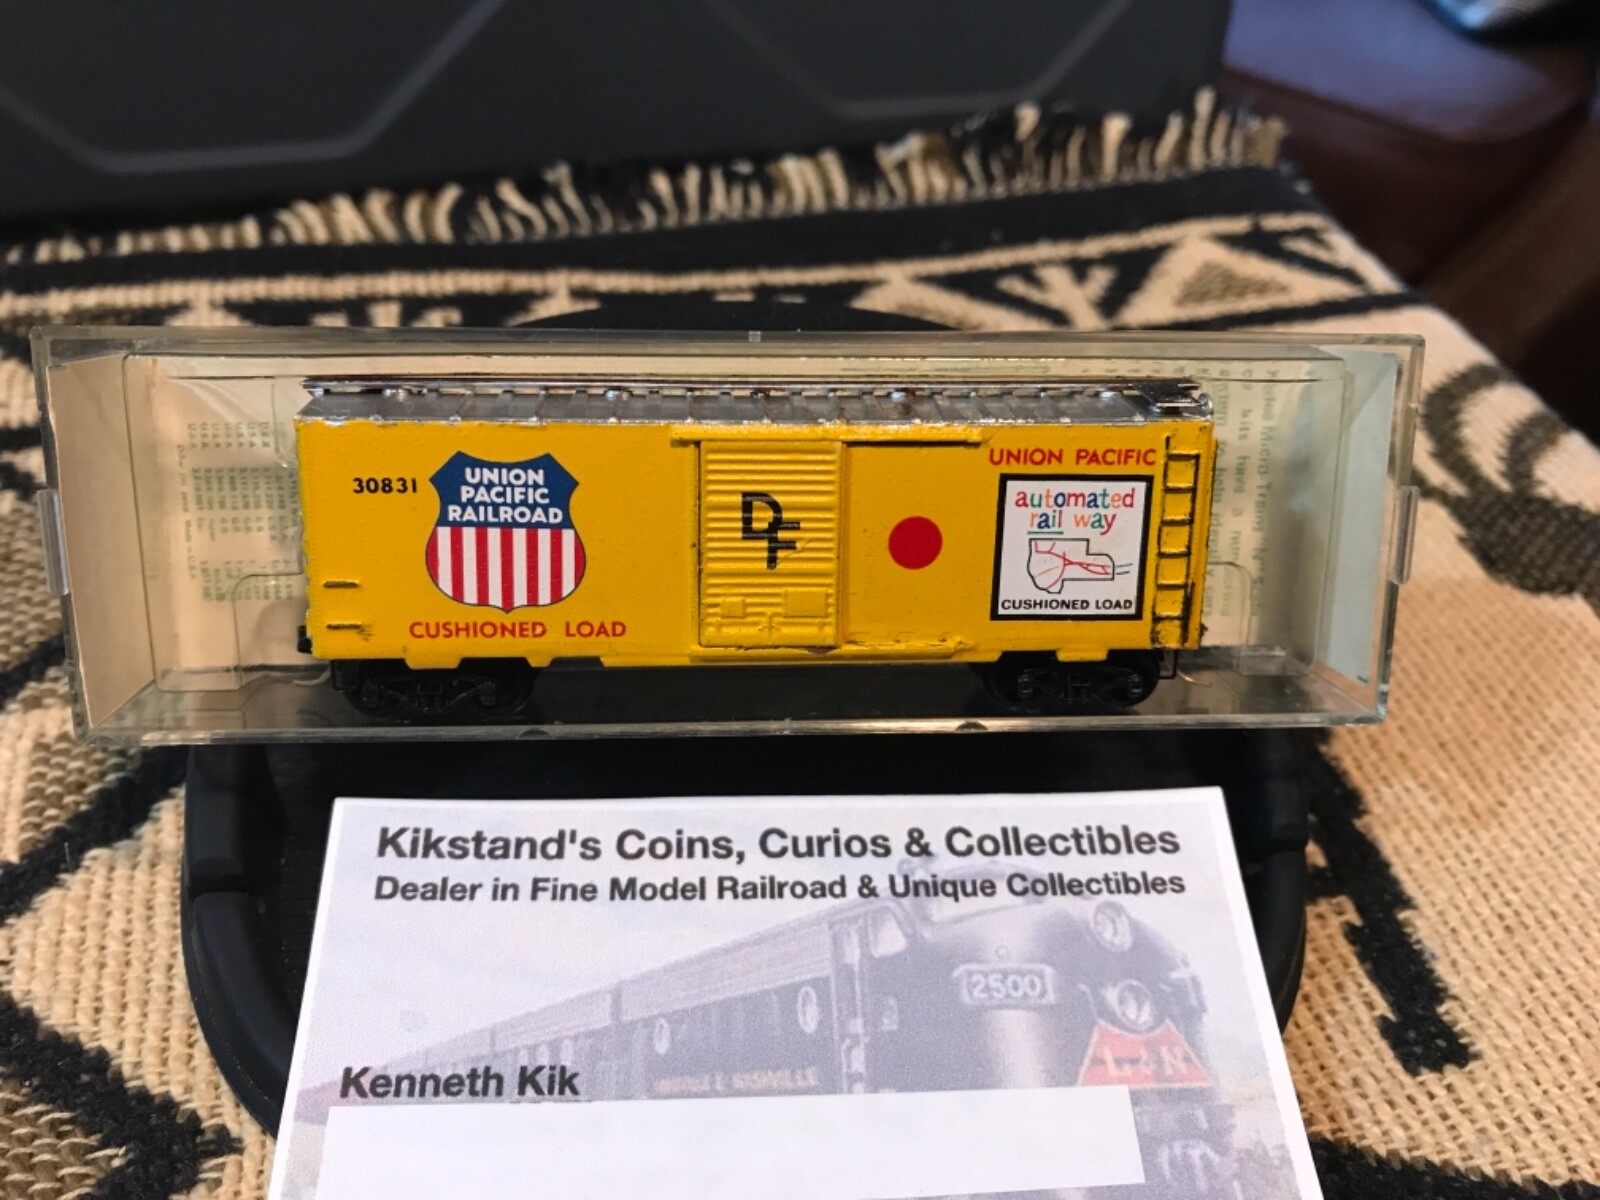 30831
UNION
PACIFIC
RAILROAD
CUSHIONED LOAD
DF
UNION PACIFIC
automated
rail way
CUSHIONED LOAD
Kikstand's Coins, Curios & Collectibles
Dealer in Fine Model Railroad & Unique Collectibles
2500
L & N
Kenneth Kik